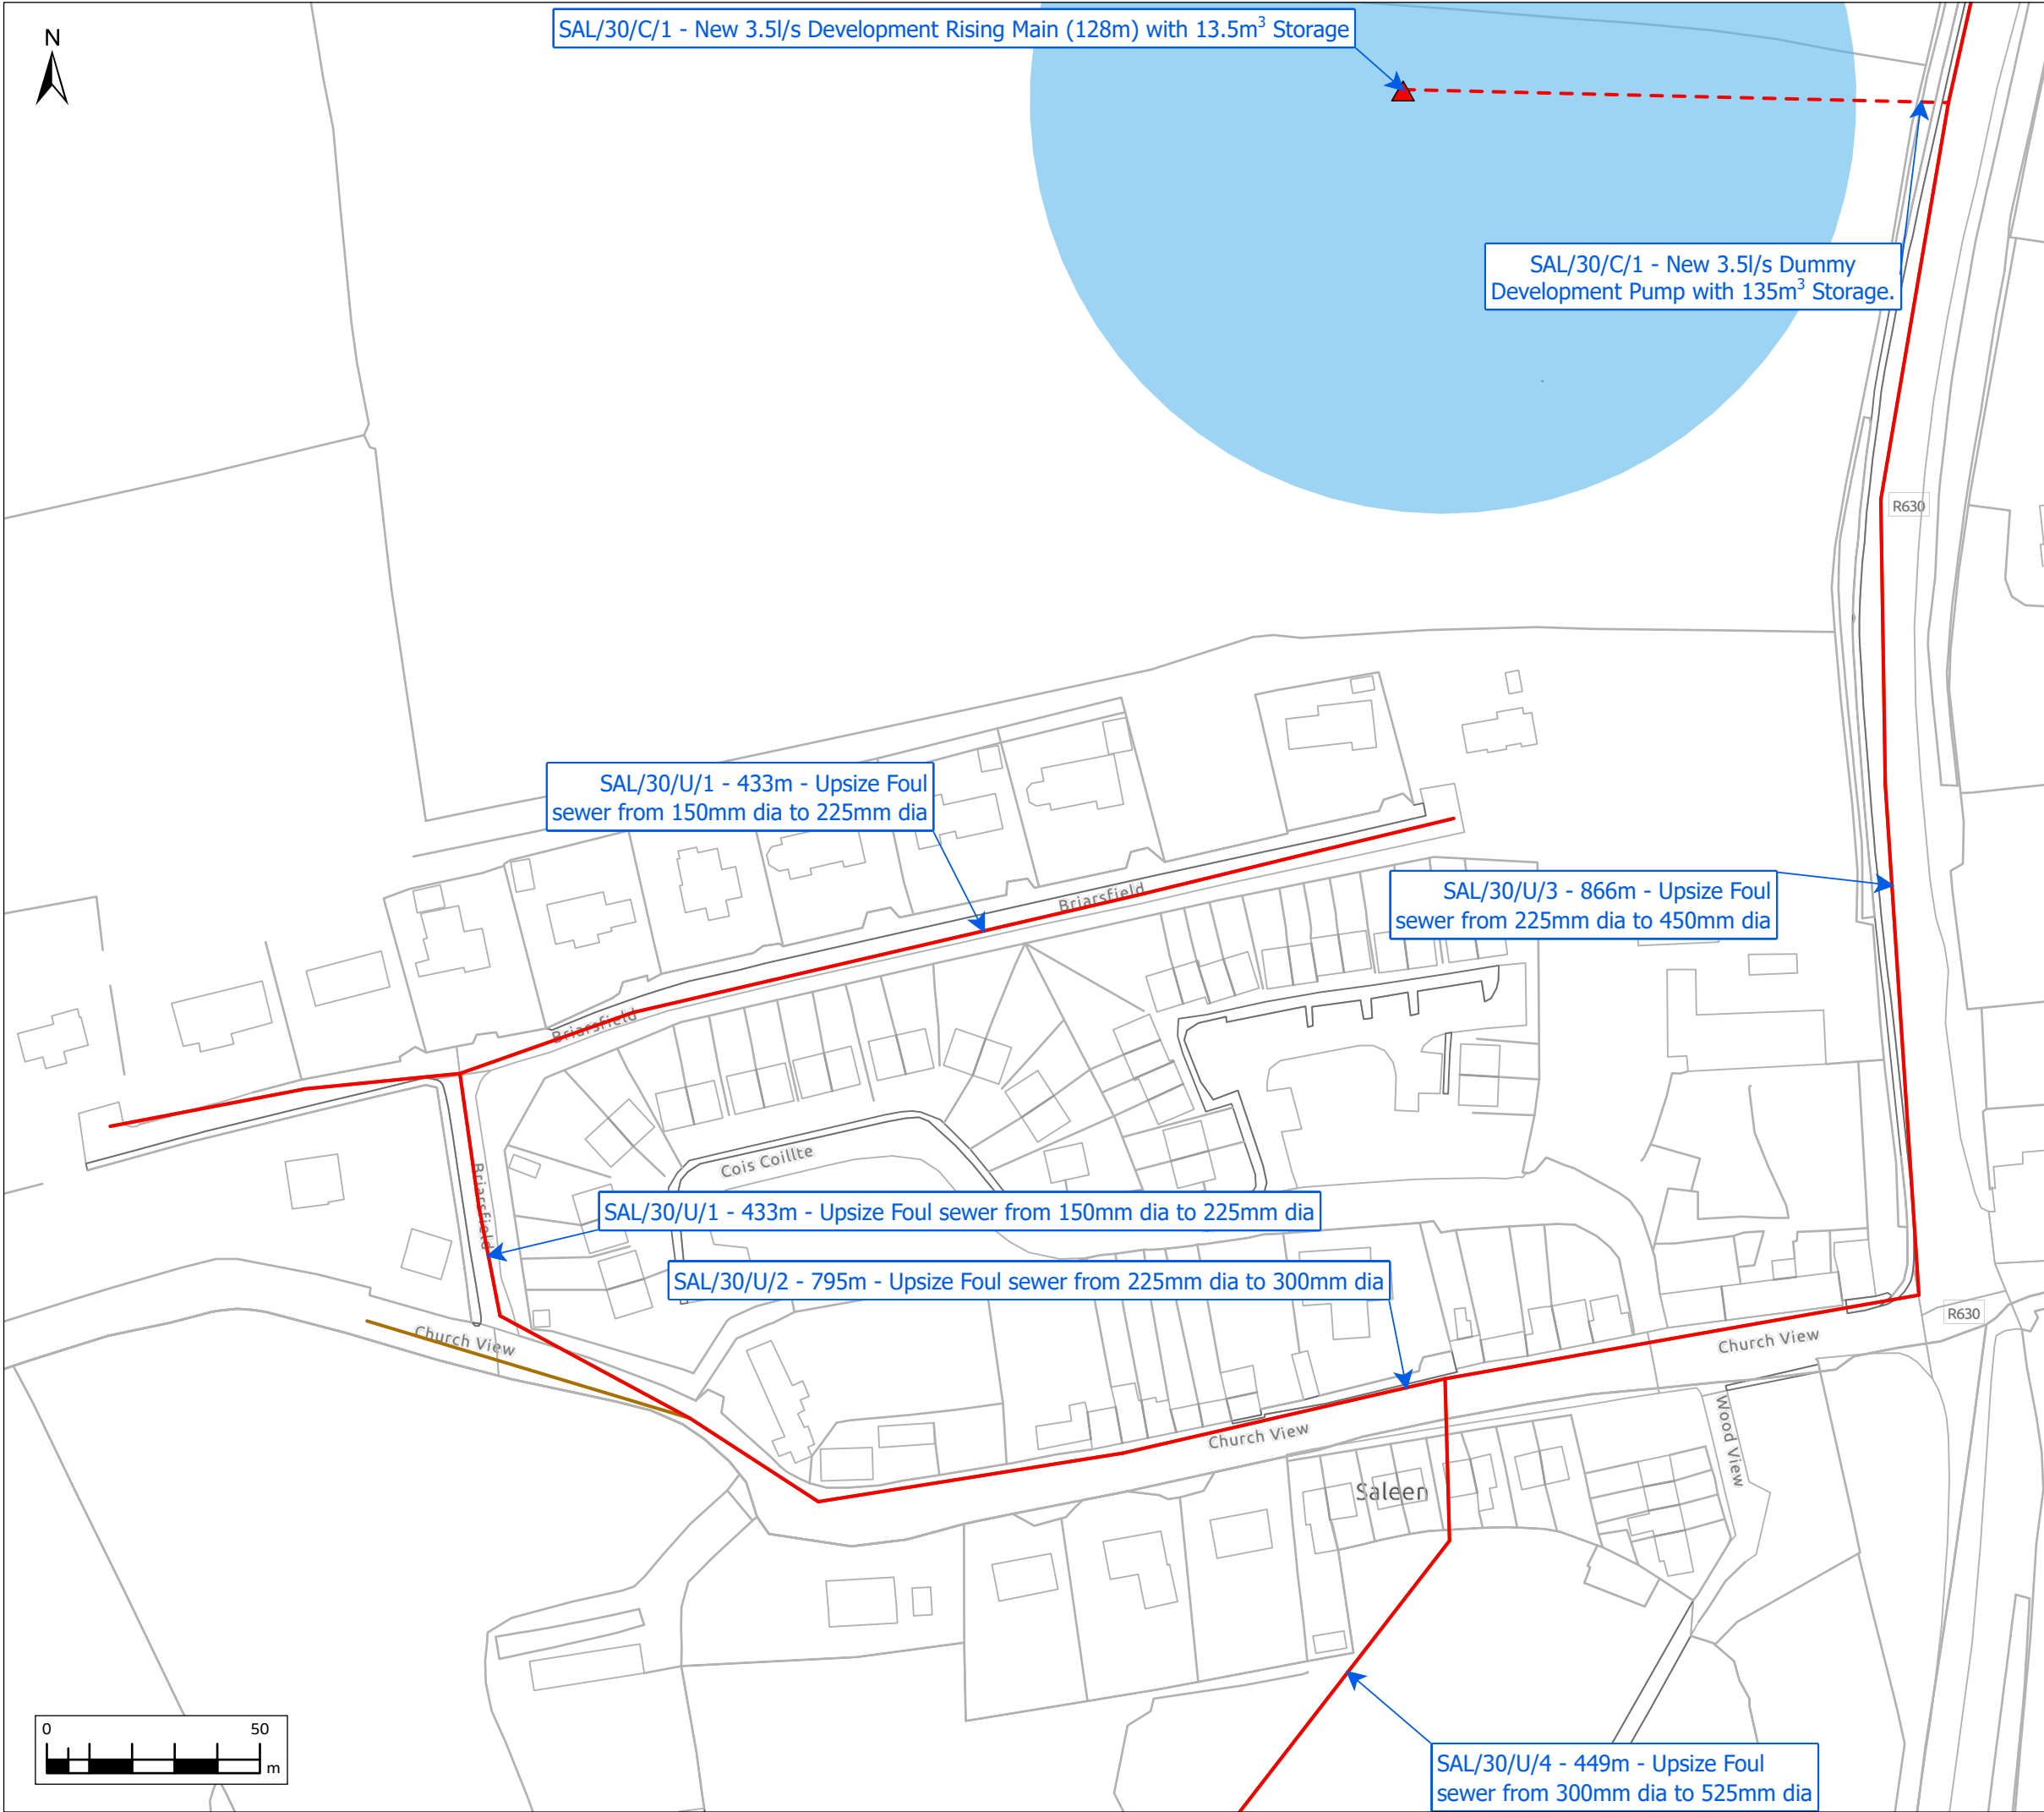 N
SAL/30/C/1 - New 3.5l/s Development Rising Main (128m) with 13.5m³ Storage
SAL/30/C/1 - New 3.5l/s Dummy
Development Pump with 135m³ Storage.
R630
SAL/30/U/1 - 433m - Upsize Foul
sewer from 150mm dia to 225mm dia
SAL/30/U/3 - 866m - Upsize Foul
sewer from 225mm dia to 450mm dia
Briarsfield
Briarsfield
Cois Coillte
Briarsfield
SAL/30/U/1 - 433m - Upsize Foul sewer from 150mm dia to 225mm dia
SAL/30/U/2 - 795m - Upsize Foul sewer from 225mm dia to 300mm dia
R630
Church View
Church View
Church View
Wood View
Saleen
0 50
m
SAL/30/U/4 - 449m - Upsize Foul
sewer from 300mm dia to 525mm dia